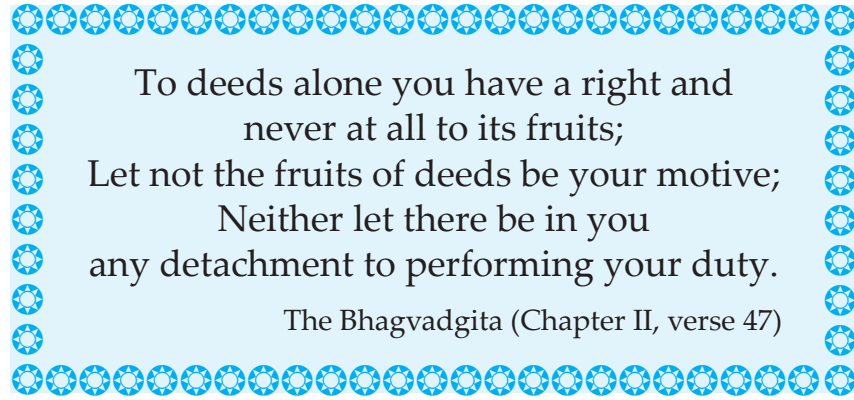 To deeds alone you have a right and
never at all to its fruits;
Let not the fruits of deeds be your motive;
Neither let there be in you
any detachment to performing your duty.
The Bhagvadgita (Chapter II, verse 47)